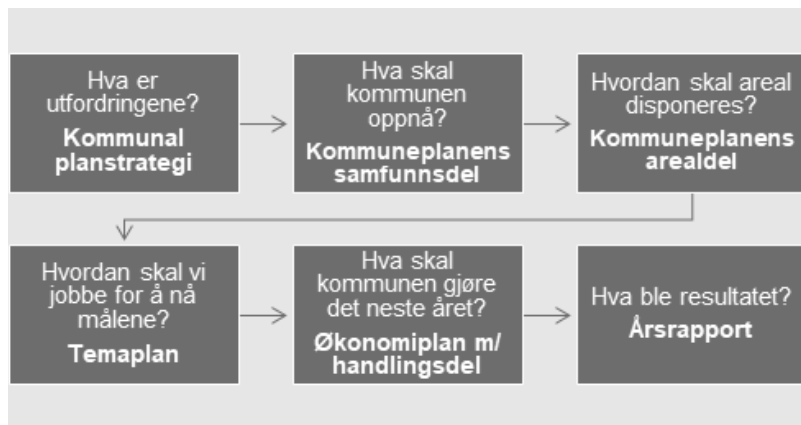 Hva er
utfordringene?
Kommunal
planstrategi
Hva skal
kommunen
oppnå?
Kommuneplanens
samfunnsdel
Hvordan skal areal
disponeres?
Kommuneplanens
arealdel
Hvordan skal vi
jobbe for å nå
målene?
Temaplan
Hva skal
kommunen gjøre
det neste året?
Økonomiplan m/
handlingsdel
Hva ble resultatet?
Årsrapport